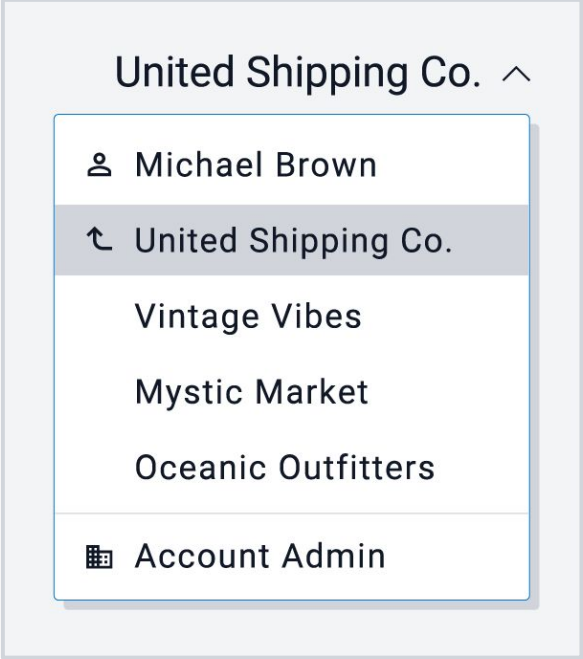 United Shipping Co.
Michael Brown
United Shipping Co.
Vintage Vibes
Mystic Market
Oceanic Outfitters
Account Admin